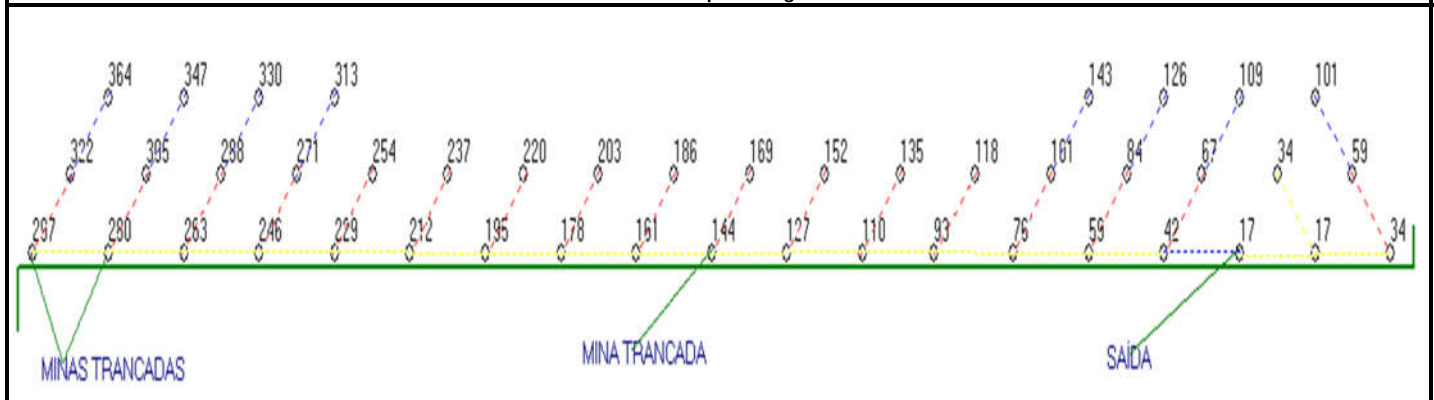 364 347 330 313 143 126 109 101
322 305 288 271 254 237 220 203 186 169 152 135 118 101 84 67 34 59
297 280 263 246 229 212 195 178 161 144 127 110 93 76 59 42 17 17 34
MINAS TRANCADAS MINA TRANCADA SAÍDA